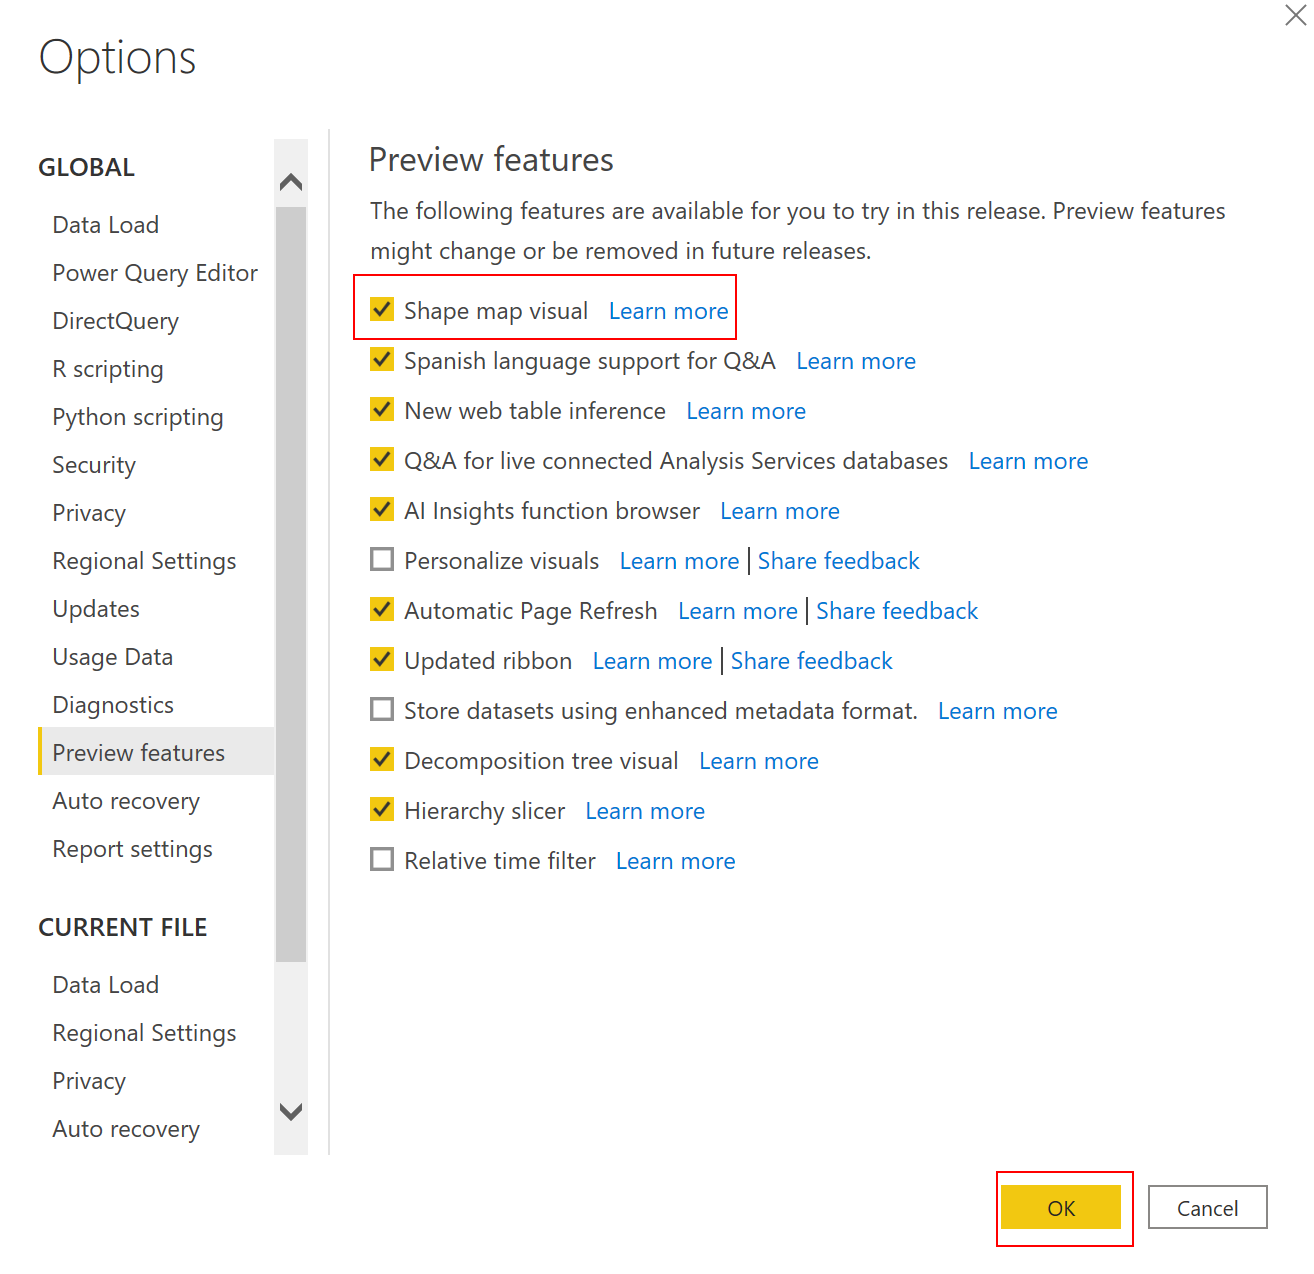 Options
GLOBAL
Data Load
Power Query Editor
DirectQuery
R scripting
Python scripting
Security
Privacy
Regional Settings
Updates
Usage Data
Diagnostics
Preview features
Auto recovery
Report settings
CURRENT FILE
Data Load
Regional Settings
Privacy
Auto recovery
Preview features
The following features are available for you to try in this release. Preview features
might change or be removed in future releases.
Shape map visual Learn more
Spanish language support for Q&A Learn more
New web table inference Learn more
Q&A for live connected Analysis Services databases Learn more
AI Insights function browser Learn more
Personalize visuals Learn more | Share feedback
Automatic Page Refresh Learn more | Share feedback
Updated ribbon Learn more | Share feedback
Store datasets using enhanced metadata format. Learn more
Decomposition tree visual Learn more
Hierarchy slicer Learn more
Relative time filter Learn more
OK Cancel